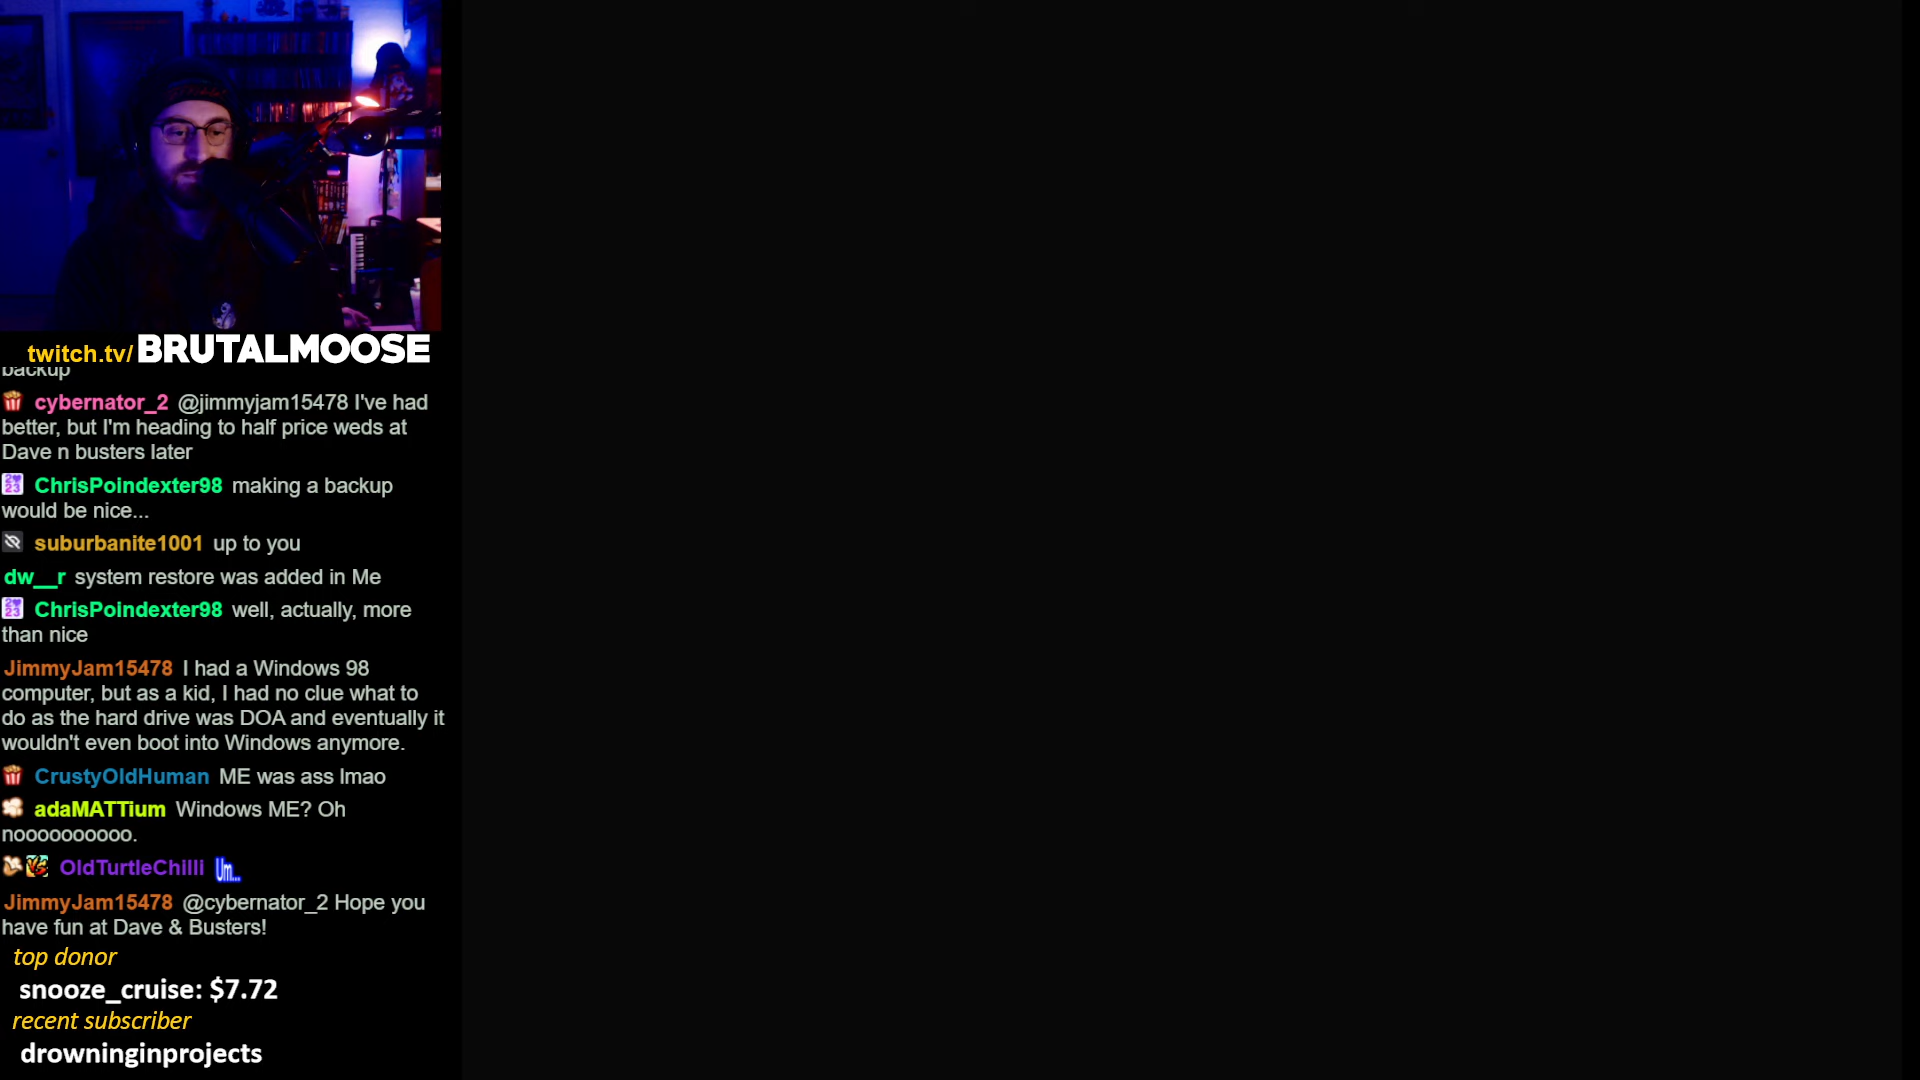 twitch.tv/BRUTALMOOSE
backup
cybernator_2 @jimmyjam15478 I've had
better, but I'm heading to half price weds at
Dave n busters later
ChrisPoindexter98 making a backup
would be nice...
suburbanite1001 up to you
dw__r system restore was added in Me
ChrisPoindexter98 well, actually, more
than nice
JimmyJam15478 I had a Windows 98
computer, but as a kid, I had no clue what to
do as the hard drive was DOA and eventually it
wouldn't even boot into Windows anymore.
CrustyOldHuman ME was ass lmao
adaMATTium Windows ME? Oh
noooooooooo.
OldTurtleChilli Um...
JimmyJam15478 @cybernator_2 Hope you
have fun at Dave & Busters!
top donor
snooze_cruise: $7.72
recent subscriber
drowninginprojects